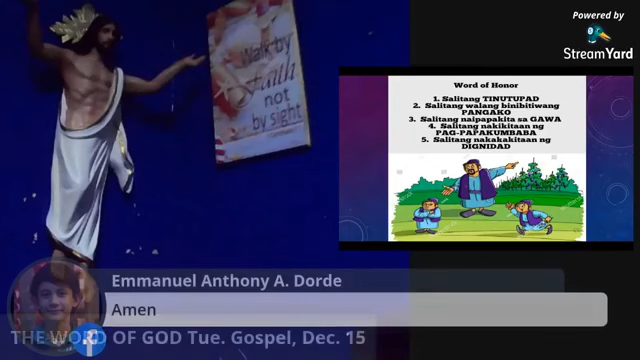 Powered by
StreamYard
Walk by
Faith
not
by sight
Word of Honor
1. Salitang TINUTUPAD
2. Salitang walang binibitiwang
PANGAKO
3. Salitang naipapakita sa GAWA
4. Salitang nakikitaan ng
PAG-PAPAKUMBABA
5. Salitang nakakakitaan ng
DIGNIDAD
Emmanuel Anthony A. Dorde
Amen
THE WORD OF GOD Tue. Gospel, Dec. 15